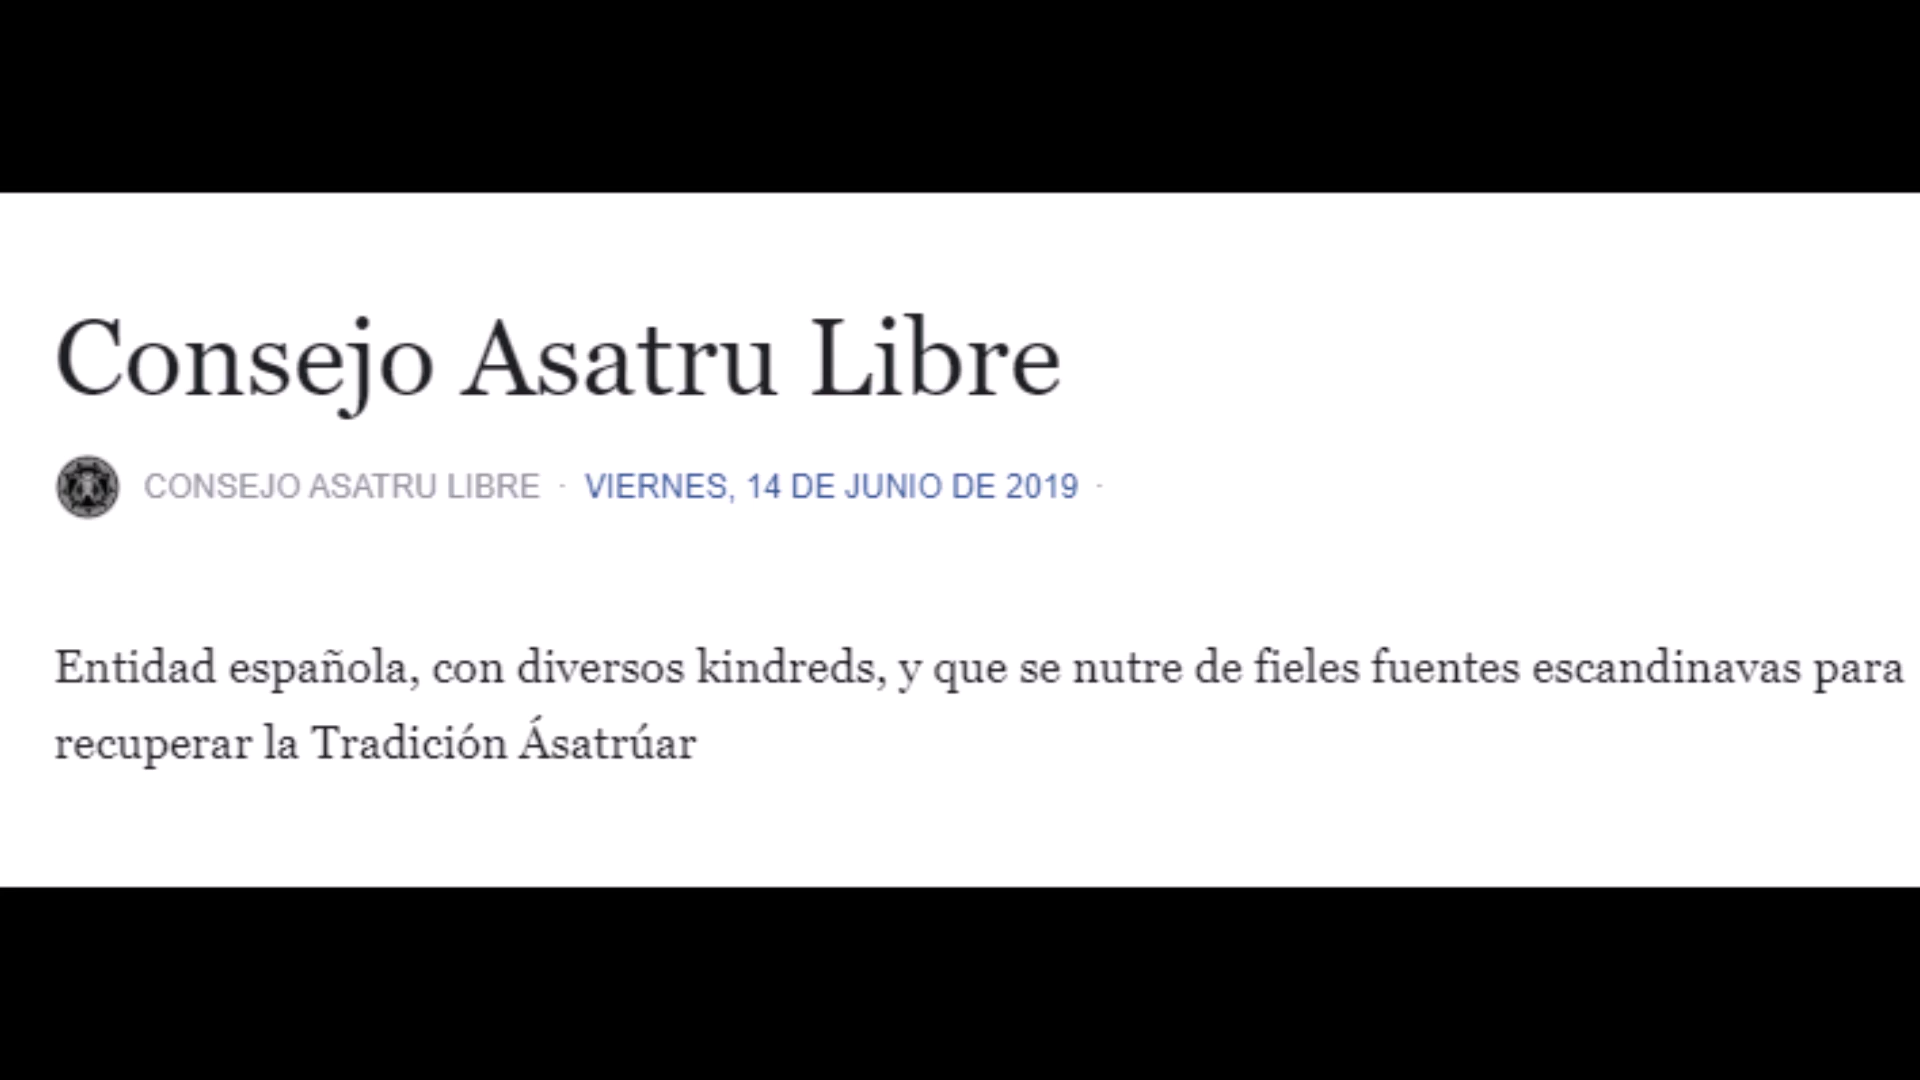 Consejo Asatru Libre
CONSEJO ASATRU LIBRE · VIERNES, 14 DE JUNIO DE 2019 ·
Entidad española, con diversos kindreds, y que se nutre de fieles fuentes escandinavas para
recuperar la Tradición Ásatrúar